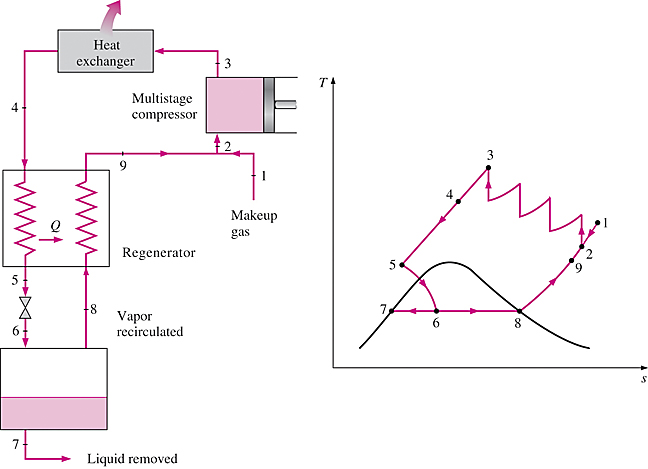 Heat
exchanger
3
4
Multistage
compressor
2
9
1
Makeup
gas
Q
Regenerator
5
8
Vapor
recirculated
6
7
Liquid removed
T
3
4
1
2
9
5
7
6
8
s